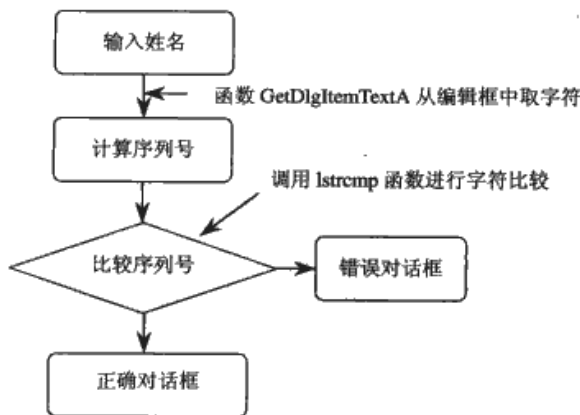 输入姓名
函数 GetDlgItemTextA 从编辑框中取字符
计算序列号
调用 lstrcmp 函数进行字符比较
比较序列号
错误对话框
正确对话框